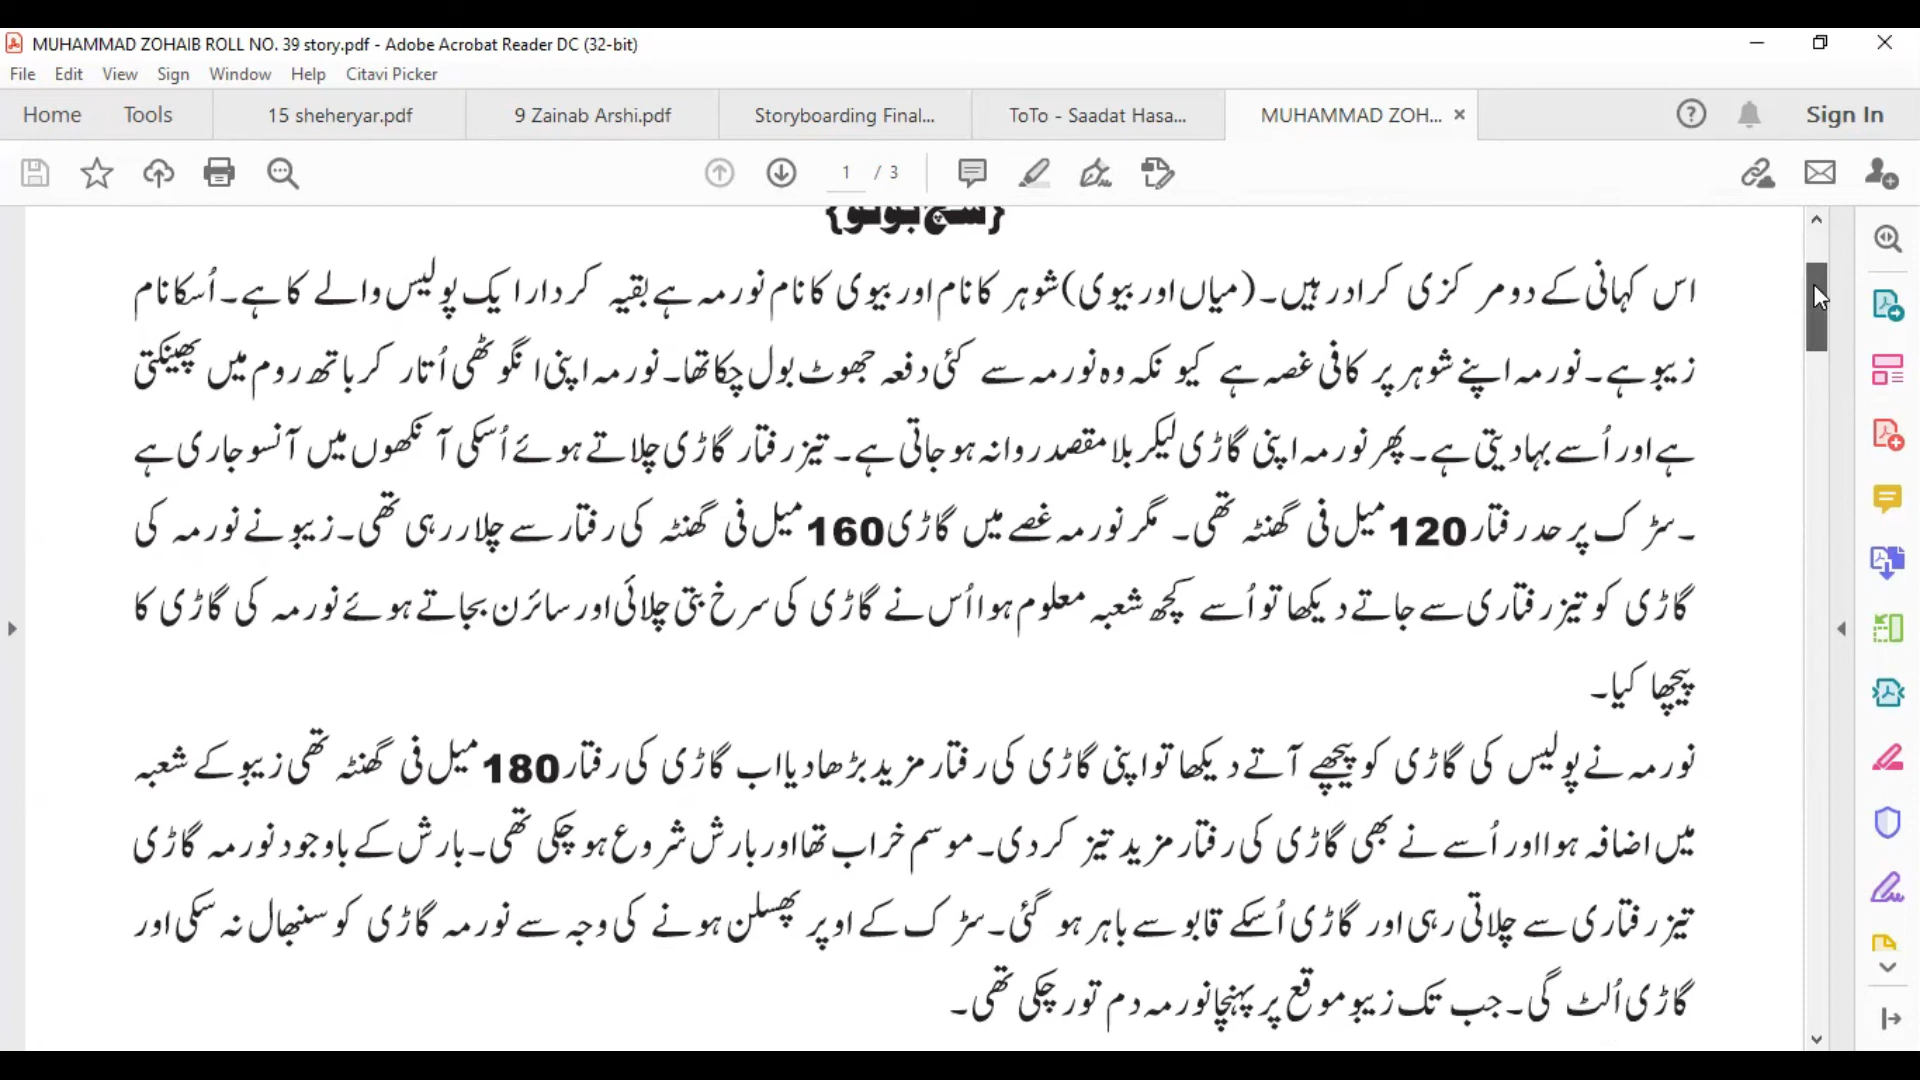 MUHAMMAD ZOHAIB ROLL NO. 39 story.pdf - Adobe Acrobat Reader DC (32-bit)
File Edit View Sign Window Help Citavi Picker
Home Tools 15 sheheryar.pdf 9 Zainab Arshi.pdf Storyboarding Final... ToTo - Saadat Hasa... MUHAMMAD ZOH... Sign In
1 / 3
{سچ بولو}
اس کہانی کے دو مرکزی کرادر ہیں۔(میاں اور بیوی)شوہر کا نام اور بیوی کا نام نورمہ ہے بقیہ کردار ایک پولیس والے کا ہے۔اُسکا نام
زیبو ہے۔نورمہ اپنے شوہر پر کافی غصہ ہے کیونکہ وہ نورمہ سے کئی دفعہ جھوٹ بول چکا تھا۔نورمہ اپنی انگوٹھی اُتار کر باتھ روم میں پھینکتی
ہے اور اُسے بہا دیتی ہے۔پھر نورمہ اپنی گاڑی لیکر بلا مقصد روانہ ہو جاتی ہے۔تیز رفتار گاڑی چلاتے ہوئے اُسکی آنکھوں میں آنسو جاری ہے
۔سڑک پر حد رفتار 120 میل فی گھنٹہ تھی۔ مگر نورمہ غصے میں گاڑی 160 میل فی گھنٹہ کی رفتار سے چلا ررہی تھی۔زیبو نے نورمہ کی
گاڑی کو تیز رفتاری سے جاتے دیکھا تو اُسے کچھ شعبہ معلوم ہوا اُس نے گاڑی کی سرخ بتی چلائی اور سائرن بجاتے ہوئے نورمہ کی گاڑی کا
پیچھا کیا۔
نورمہ نے پولیس کی گاڑی کو پیچھے آتے دیکھا تو اپنی گاڑی کی رفتار مزید بڑھا دیا اب گاڑی کی رفتار 180 میل فی گھنٹہ تھی زیبو کے شعبہ
میں اضافہ ہوا اور اُسے نے بھی گاڑی کی رفتار مزید تیز کر دی۔موسم خراب تھا اور بارش شروع ہو چکی تھی۔بارش کے باوجود نورمہ گاڑی
تیز رفتاری سے چلاتی رہی اور گاڑی اُسکے قابو سے باہر ہو گئی۔سڑک کے اوپر پھسلن ہونے کی وجہ سے نورمہ گاڑی کو سنبھال نہ سکی اور
گاڑی اُلٹ گی۔جب تک زیبو موقع پر پہنچا نورمہ دم تور چکی تھی۔